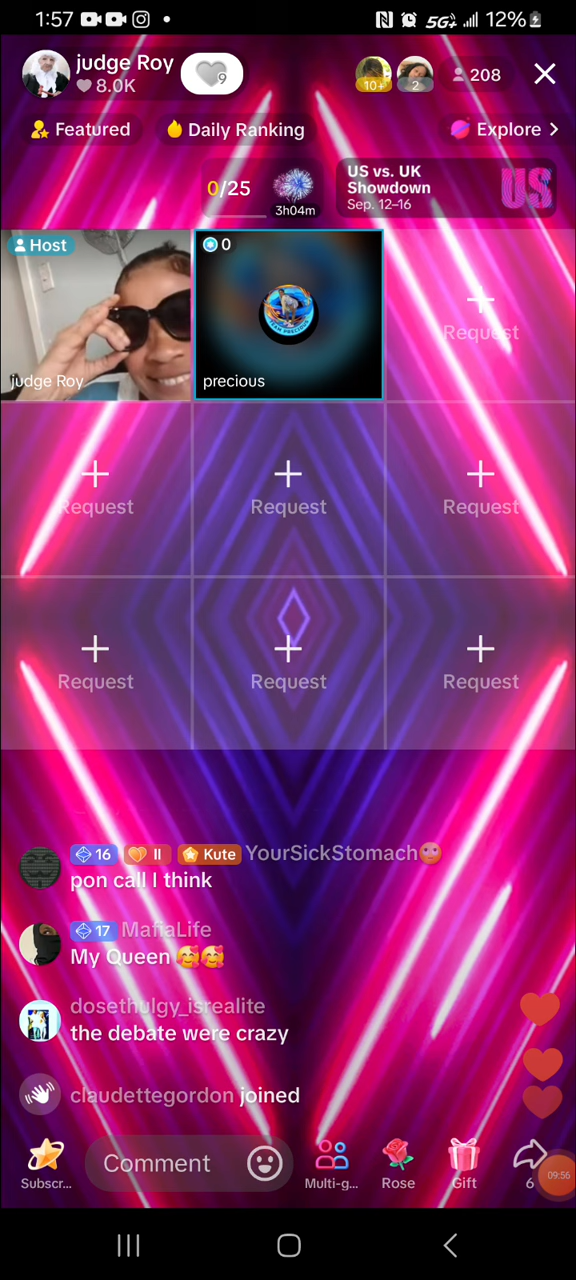 1:57
5G
12%
judge Roy
8.0K
9
10+
2
208
Featured
Daily Ranking
Explore
0/25
3h04m
US vs. UK
Showdown
Sep. 12–16
US
Host
judge Roy
0
TEAM PRECIOUS
precious
Request
Request
Request
Request
Request
Request
Request
16
II
Kute
YourSickStomach
pon call I think
17
MafiaLife
My Queen 🥰🥰
dosethulgy_isrealite
the debate were crazy
claudettegordon joined
Subscr...
Comment
Multi-g...
Rose
Gift
6
09:56